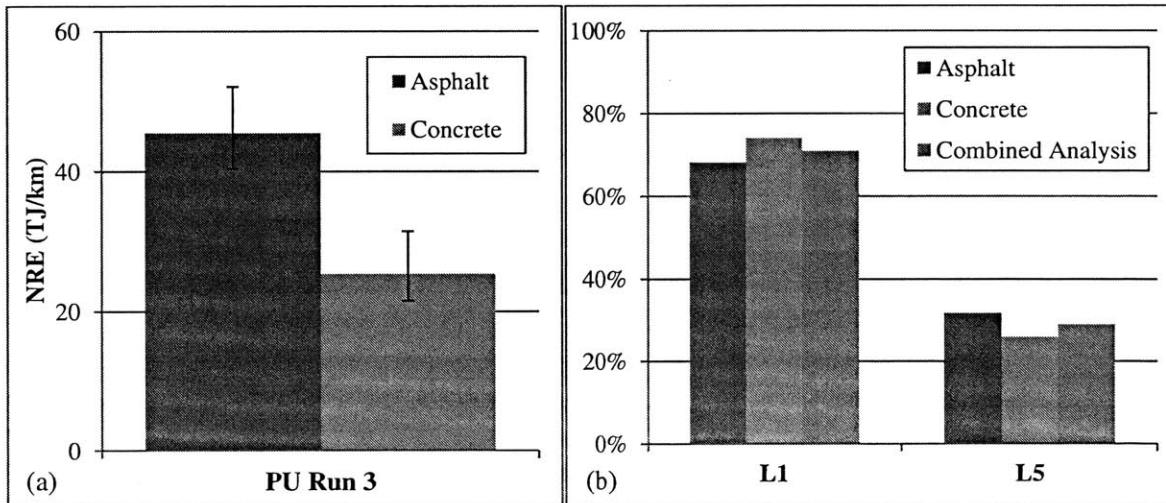 60
40
20
0
NRE (TJ/km)
Asphalt
Concrete
(a)
PU Run 3
100%
80%
60%
40%
20%
0%
Asphalt
Concrete
Combined Analysis
(b)
L1
L5